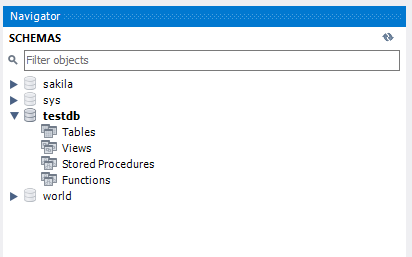 Navigator
SCHEMAS
Filter objects
sakila
sys
testdb
Tables
Views
Stored Procedures
Functions
world